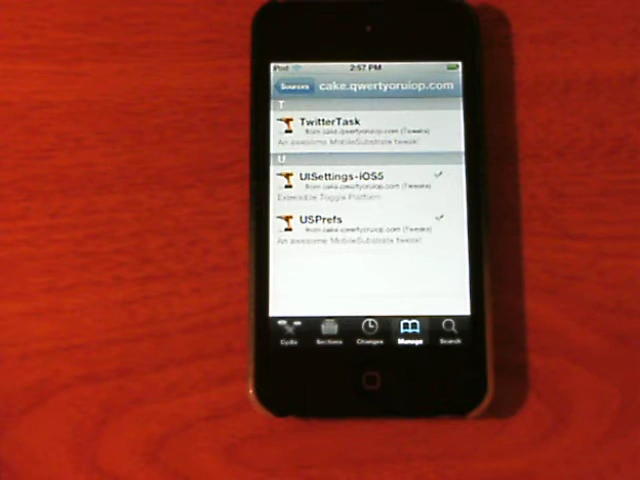 iPod 2:57 PM
Sources cake.qwertyoruiop.com
T
TwitterTask
from cake.qwertyoruiop.com (Tweaks)
An awesome MobileSubstrate tweak!
U
UISettings-iOS5
from cake.qwertyoruiop.com (Tweaks)
Extendible Toggle Platform
USPrefs
from cake.qwertyoruiop.com (Tweaks)
An awesome MobileSubstrate tweak!
Cydia Sections Changes Manage Search